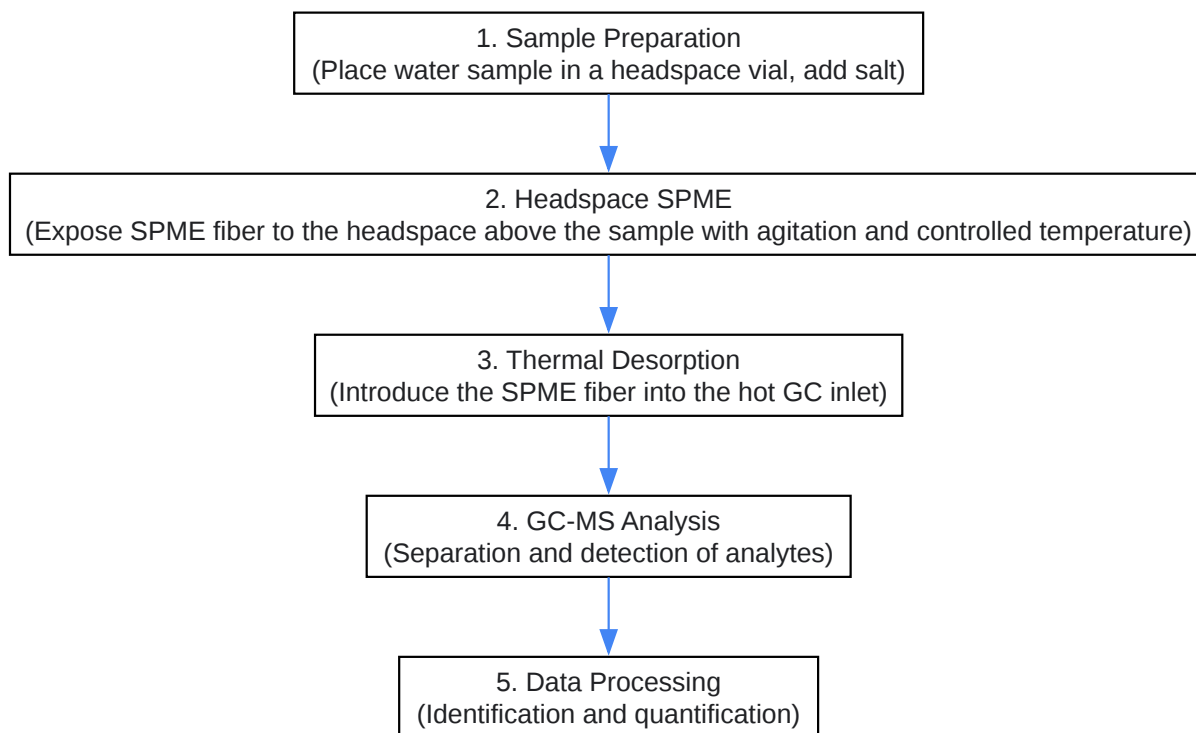 1. Sample Preparation
(Place water sample in a headspace vial, add salt)
2. Headspace SPME
(Expose SPME fiber to the headspace above the sample with agitation and controlled temperature)
3. Thermal Desorption
(Introduce the SPME fiber into the hot GC inlet)
4. GC-MS Analysis
(Separation and detection of analytes)
5. Data Processing
(Identification and quantification)